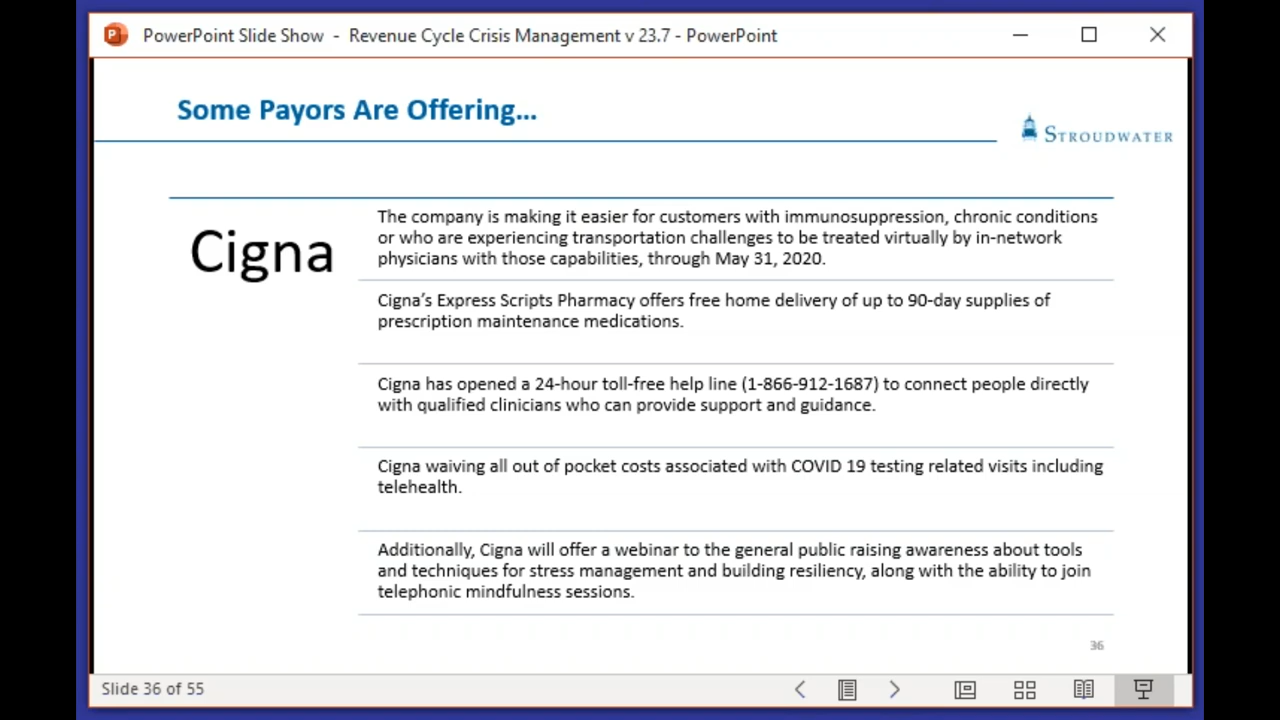 PowerPoint Slide Show - Revenue Cycle Crisis Management v 23.7 - PowerPoint
Some Payors Are Offering...
STROUDWATER
Cigna
The company is making it easier for customers with immunosuppression, chronic conditions
or who are experiencing transportation challenges to be treated virtually by in-network
physicians with those capabilities, through May 31, 2020.
Cigna’s Express Scripts Pharmacy offers free home delivery of up to 90-day supplies of
prescription maintenance medications.
Cigna has opened a 24-hour toll-free help line (1-866-912-1687) to connect people directly
with qualified clinicians who can provide support and guidance.
Cigna waiving all out of pocket costs associated with COVID 19 testing related visits including
telehealth.
Additionally, Cigna will offer a webinar to the general public raising awareness about tools
and techniques for stress management and building resiliency, along with the ability to join
telephonic mindfulness sessions.
36
Slide 36 of 55